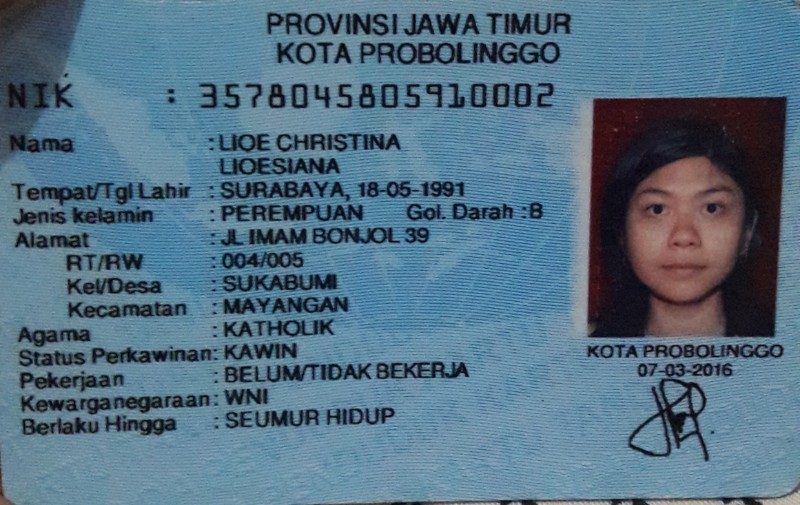 PROVINSI JAWA TIMUR
KOTA PROBOLINGGO
NIK : 3578045805910002
Nama : LIOE CHRISTINA
LIOESIANA
Tempat/Tgl Lahir : SURABAYA, 18-05-1991
Jenis kelamin : PEREMPUAN Gol. Darah :B
Alamat : JL IMAM BONJOL 39
RT/RW : 004/005
Kel/Desa : SUKABUMI
Kecamatan : MAYANGAN
Agama : KATHOLIK
Status Perkawinan: KAWIN
Pekerjaan : BELUM/TIDAK BEKERJA
Kewarganegaraan: WNI
Berlaku Hingga : SEUMUR HIDUP
KOTA PROBOLINGGO
07-03-2016